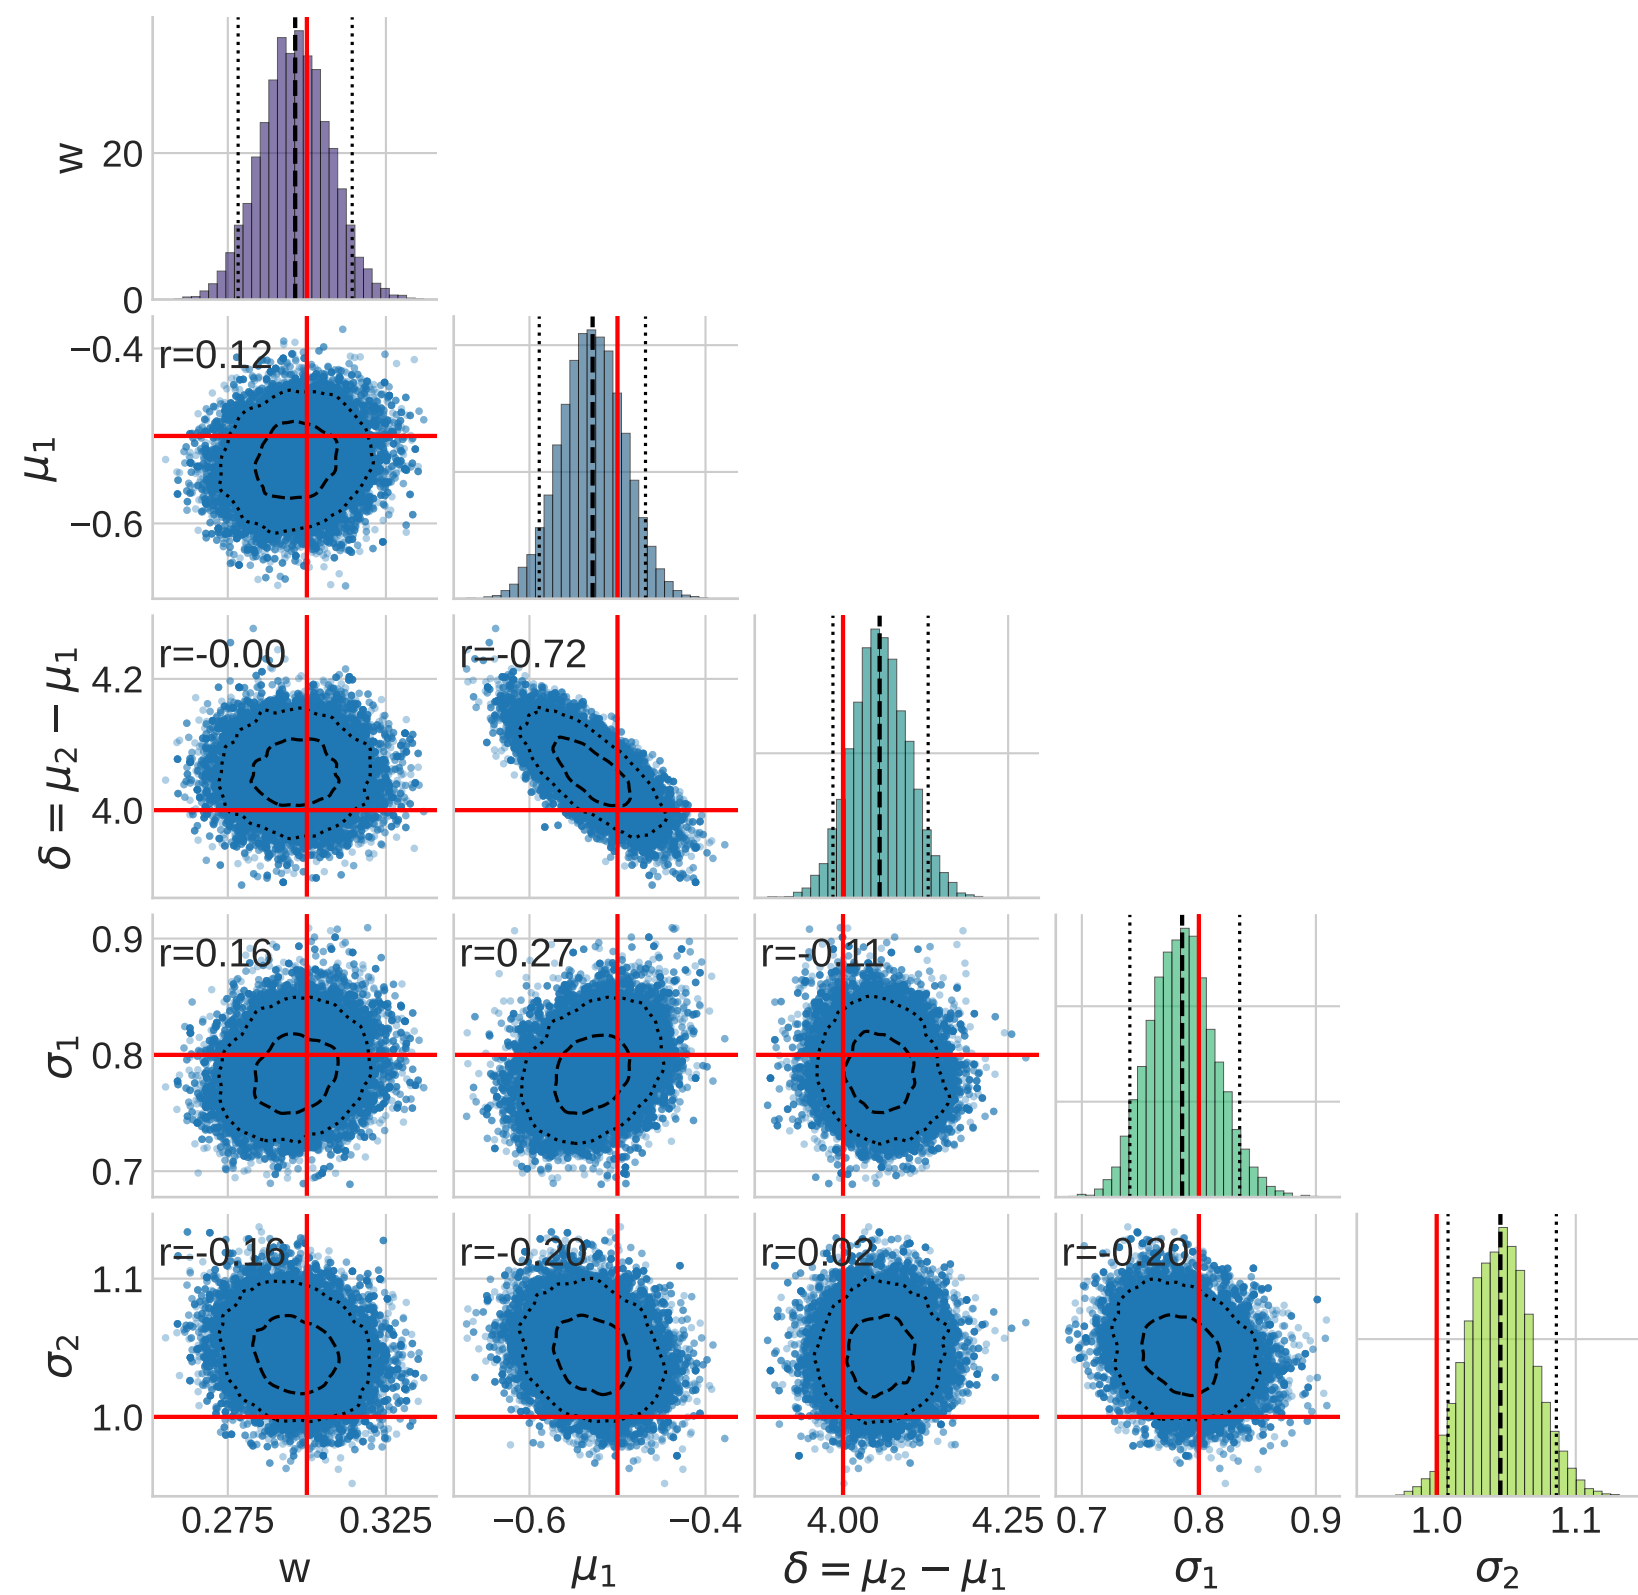 w
20
0
r=0.12
−0.4
μ₁
−0.6
r=-0.00
r=-0.72
4.2
δ = μ₂ − μ₁
4.0
0.9
r=0.16
r=0.27
r=-0.11
σ₁
0.8
0.7
r=-0.16
r=-0.20
r=0.02
r=-0.20
1.1
σ₂
1.0
0.275 0.325 −0.6 −0.4 4.00 4.25 0.7 0.8 0.9 1.0 1.1
w μ₁ δ = μ₂ − μ₁ σ₁ σ₂